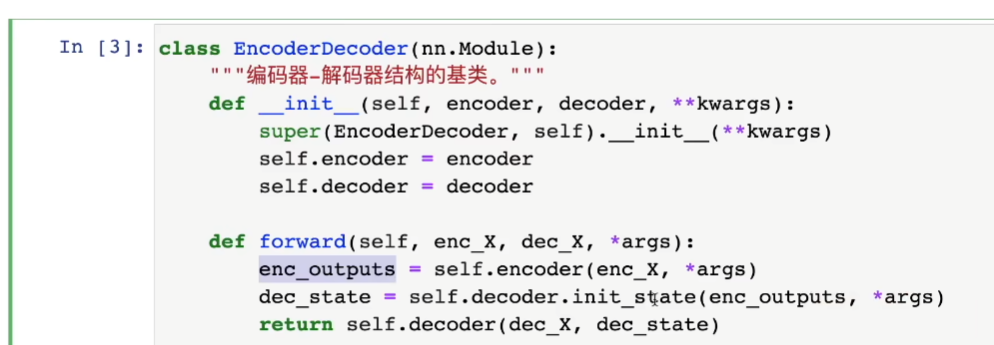 In [3]: class EncoderDecoder(nn.Module):
    """编码器-解码器结构的基类。"""
    def __init__(self, encoder, decoder, **kwargs):
        super(EncoderDecoder, self).__init__(**kwargs)
        self.encoder = encoder
        self.decoder = decoder

    def forward(self, enc_X, dec_X, *args):
        enc_outputs = self.encoder(enc_X, *args)
        dec_state = self.decoder.init_state(enc_outputs, *args)
        return self.decoder(dec_X, dec_state)